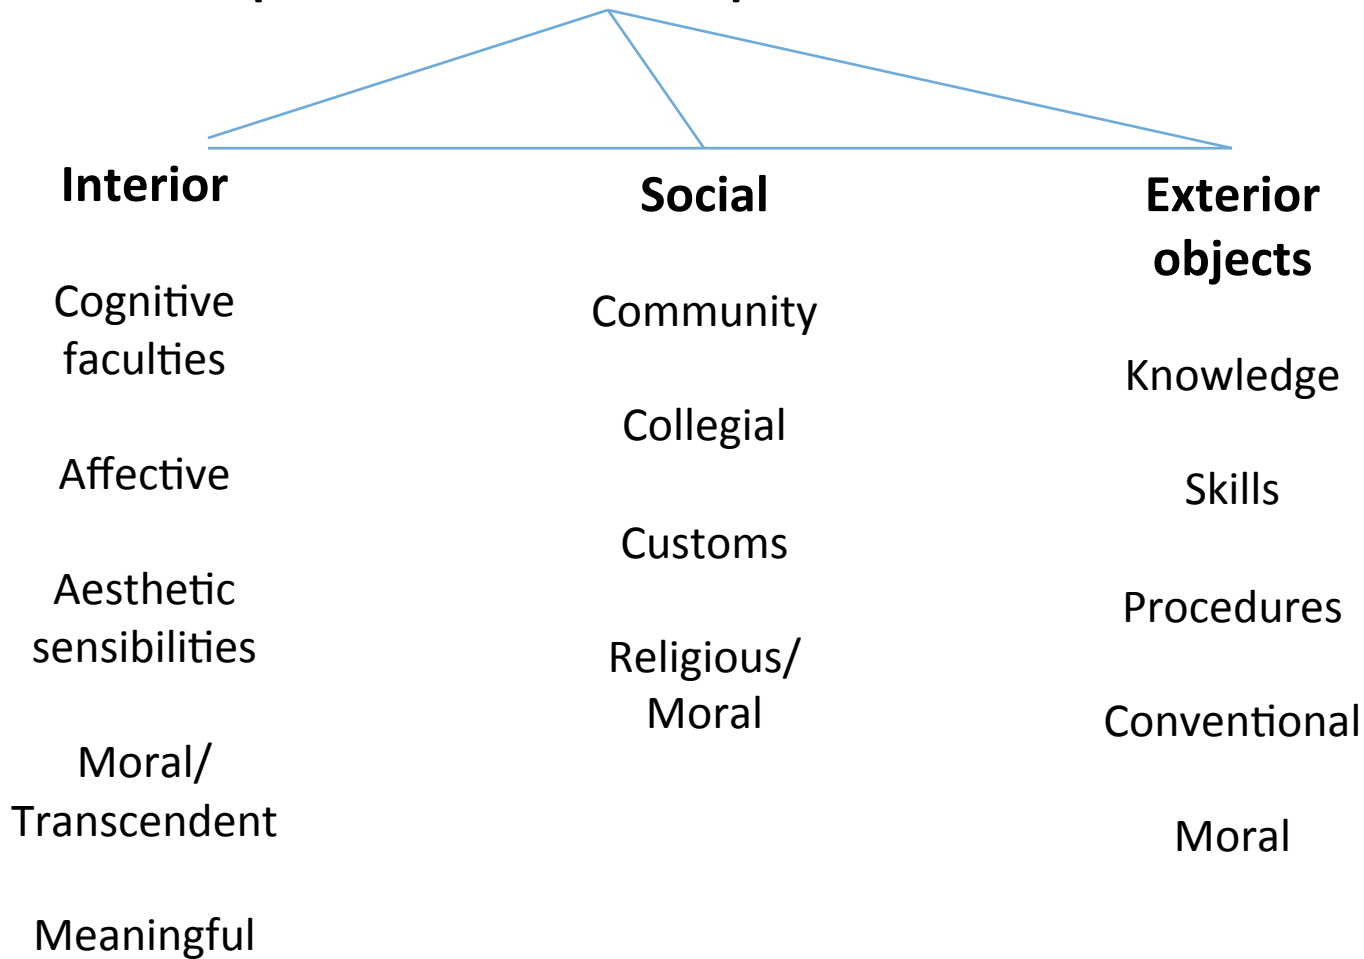 Interior
Cognitive
faculties
Affective
Aesthetic
sensibilities
Moral/
Transcendent
Meaningful
Social
Community
Collegial
Customs
Religious/
Moral
Exterior
objects
Knowledge
Skills
Procedures
Conventional
Moral